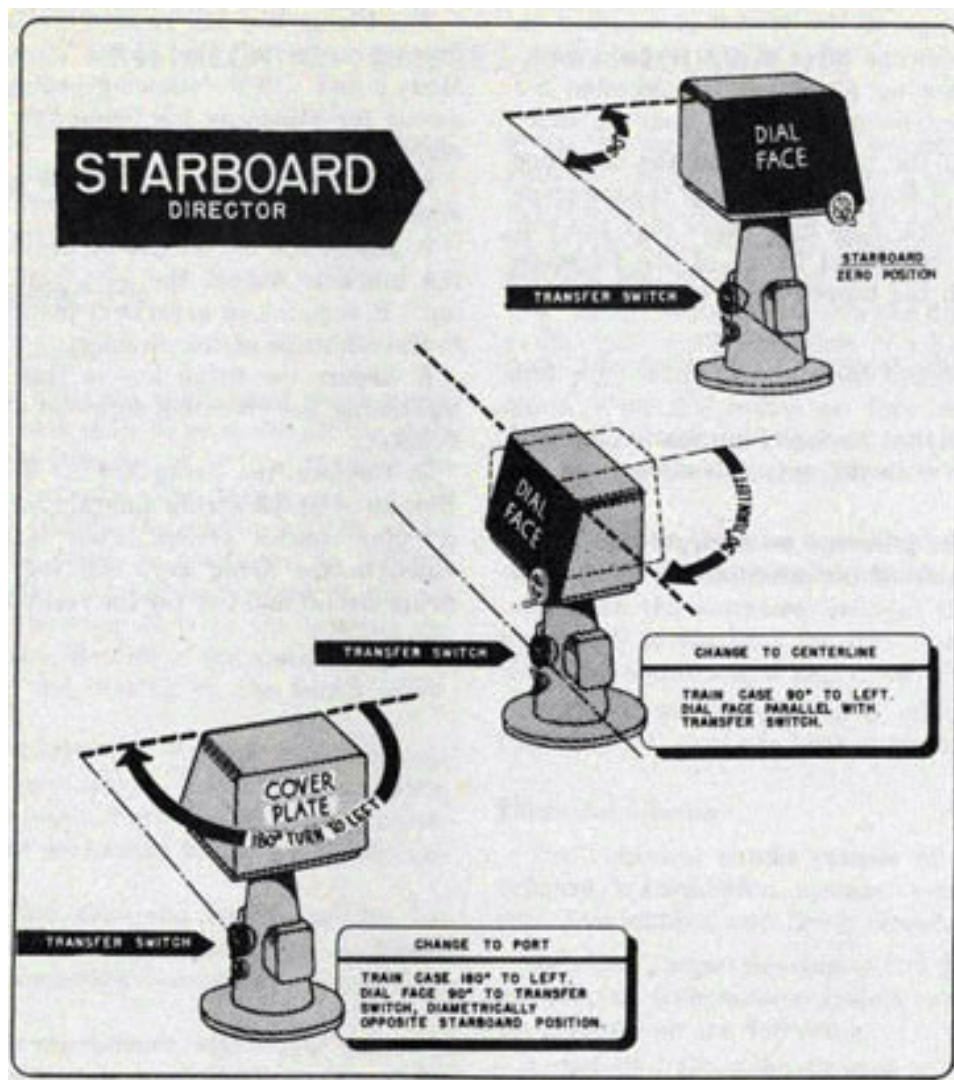 STARBOARD
DIRECTOR
90°
DIAL
FACE
STARBOARD
ZERO POSITION
TRANSFER SWITCH
DIAL
FACE
90° TURN LEFT
TRANSFER SWITCH
CHANGE TO CENTERLINE
TRAIN CASE 90° TO LEFT.
DIAL FACE PARALLEL WITH
TRANSFER SWITCH.
COVER
PLATE
180° TURN TO LEFT
TRANSFER SWITCH
CHANGE TO PORT
TRAIN CASE 180° TO LEFT.
DIAL FACE 90° TO TRANSFER
SWITCH, DIAMETRICALLY
OPPOSITE STARBOARD POSITION.